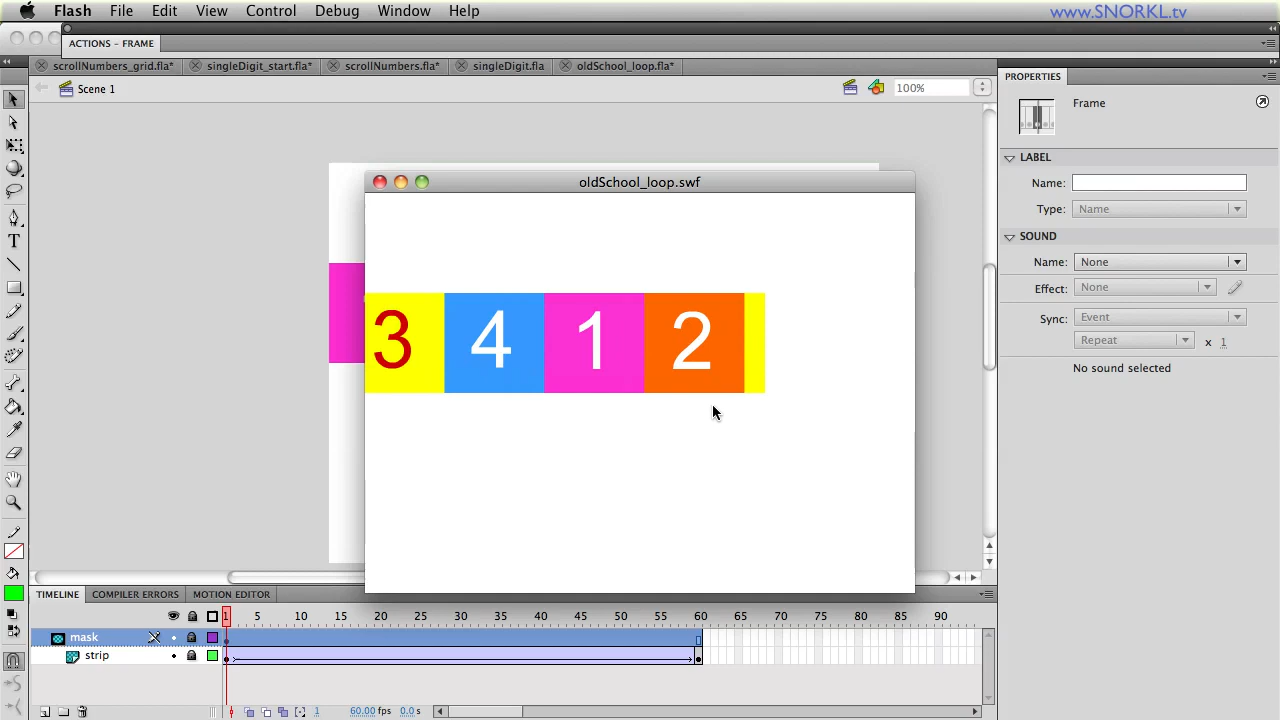 Flash File Edit View Control Debug Window Help www.SNORKL.tv
ACTIONS – FRAME
scrollNumbers_grid.fla* singleDigit_start.fla* scrollNumbers.fla* singleDigit.fla oldSchool_loop.fla*
PROPERTIES
Scene 1 100%
Frame
LABEL
Name:
Type: Name
SOUND
Name: None
Effect: None
Sync: Event
Repeat x 1
No sound selected
oldSchool_loop.swf
3 4 1 2
TIMELINE COMPILER ERRORS MOTION EDITOR
1 5 10 15 20 25 30 35 40 45 50 55 60 65 70 75 80 85 90
mask
strip
1 60.00 fps 0.0 s